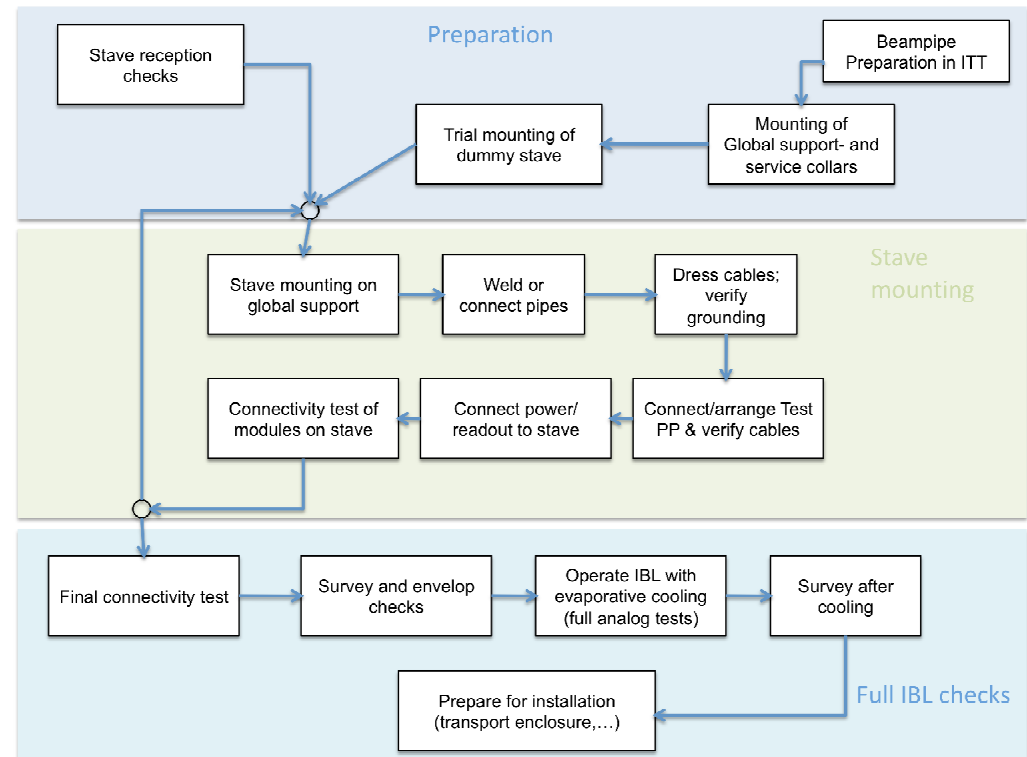 Preparation
Stave reception
checks
Beampipe
Preparation in ITT
Mounting of
Global support- and
service collars
Trial mounting of
dummy stave
Stave
mounting
Stave mounting on
global support
Weld or
connect pipes
Dress cables;
verify
grounding
Connect/arrange Test
PP & verify cables
Connect power/
readout to stave
Connectivity test of
modules on stave
Final connectivity test
Survey and envelop
checks
Operate IBL with
evaporative cooling
(full analog tests)
Survey after
cooling
Full IBL checks
Prepare for installation
(transport enclosure,...)